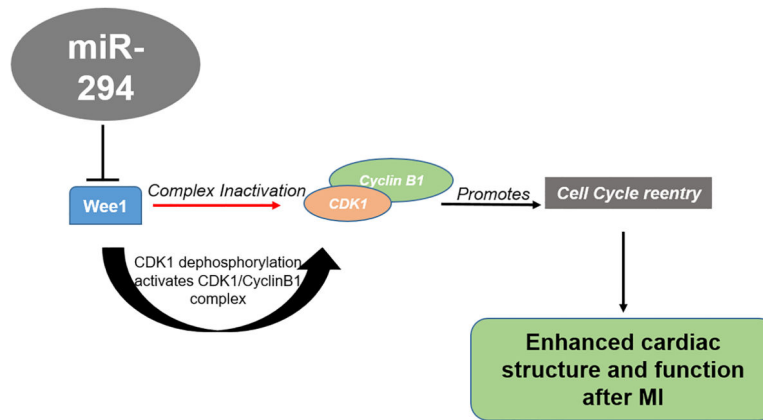 miR-
294
Wee1
Complex Inactivation
Cyclin B1
CDK1
Promotes
Cell Cycle reentry
CDK1 dephosphorylation
activates CDK1/CyclinB1
complex
Enhanced cardiac
structure and function
after MI